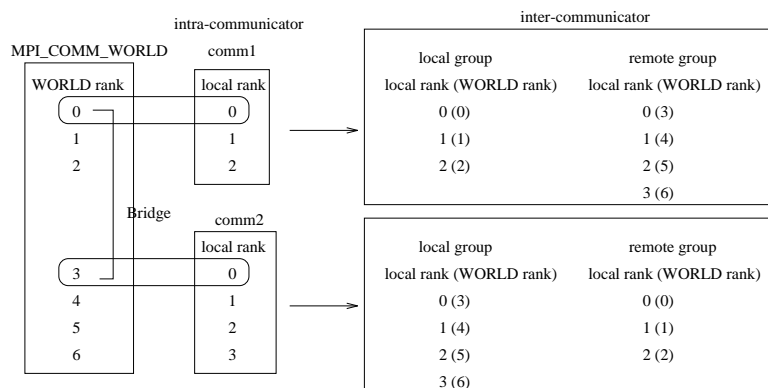 intra-communicator
inter-communicator
MPI_COMM_WORLD
comm1
WORLD rank
local rank
0
0
1
1
2
2
local group
remote group
local rank (WORLD rank)
local rank (WORLD rank)
0 (0)
0 (3)
1 (1)
1 (4)
2 (2)
2 (5)
3 (6)
Bridge
comm2
local rank
3
0
4
1
5
2
6
3
local group
remote group
local rank (WORLD rank)
local rank (WORLD rank)
0 (3)
0 (0)
1 (4)
1 (1)
2 (5)
2 (2)
3 (6)